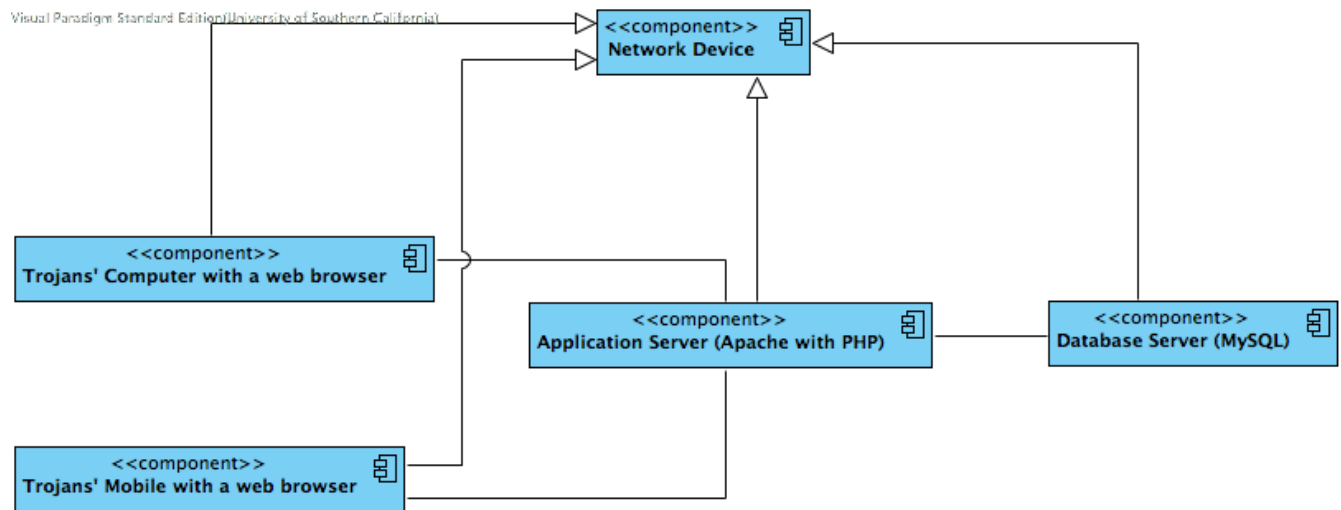 Visual Paradigm Standard Edition(University of Southern California)
<<component>>
Network Device
<<component>>
Trojans' Computer with a web browser
<<component>>
Application Server (Apache with PHP)
<<component>>
Database Server (MySQL)
<<component>>
Trojans' Mobile with a web browser